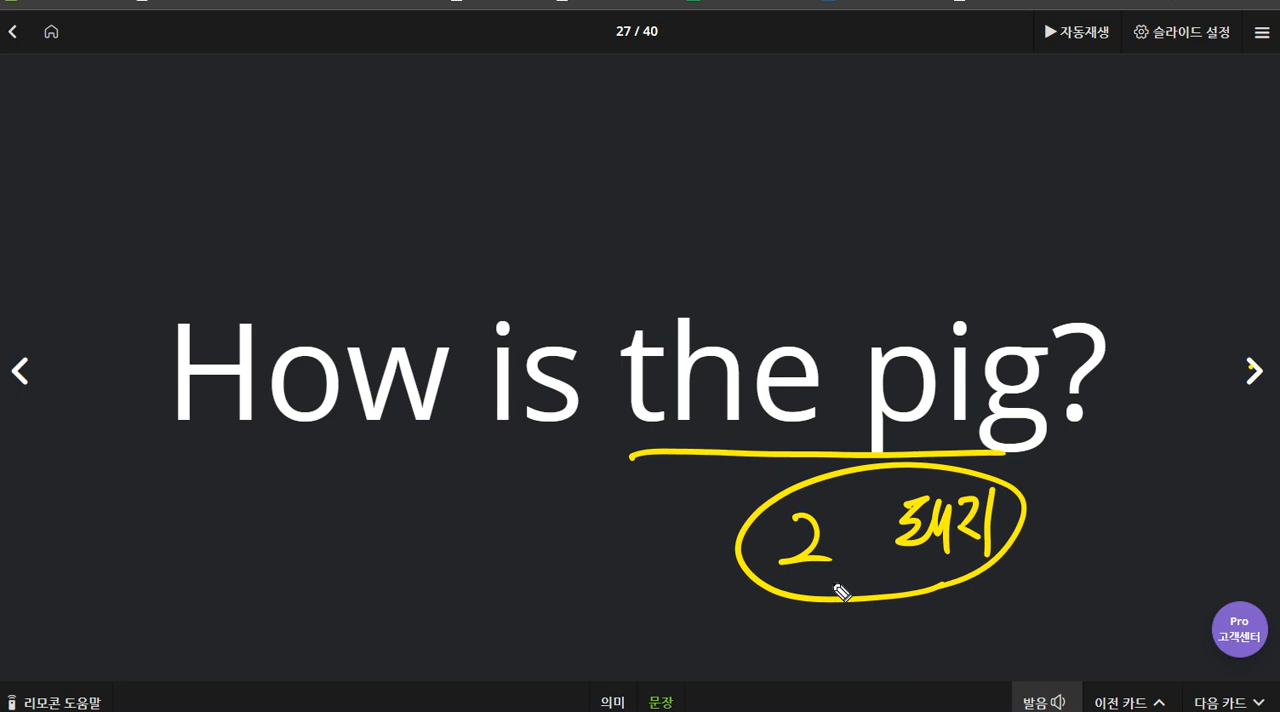 27 / 40
자동재생
슬라이드 설정
How is the pig?
그 돼지
Pro
고객센터
리모콘 도움말
의미
문장
발음
이전 카드
다음 카드